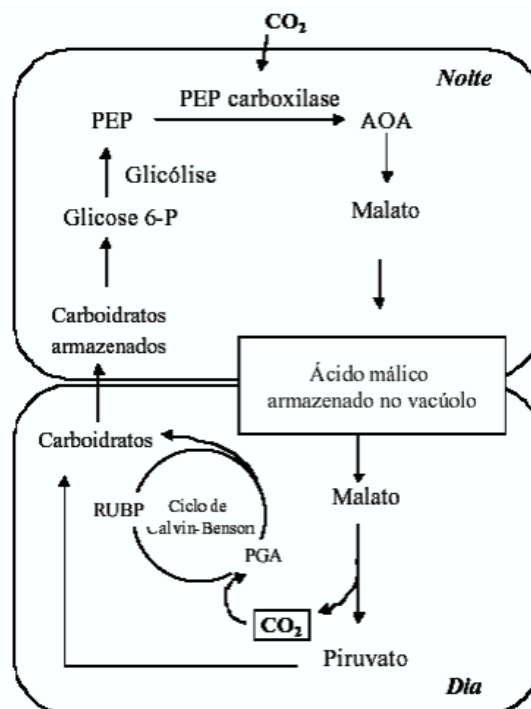 CO₂
Noite
PEP carboxilase
PEP
AOA
Glicólise
Malato
Glicose 6-P
Carboidratos
armazenados
Ácido málico
armazenado no vacúolo
Carboidratos
Malato
RUBP
Ciclo de
Calvin-Benson
PGA
CO₂
Piruvato
Dia